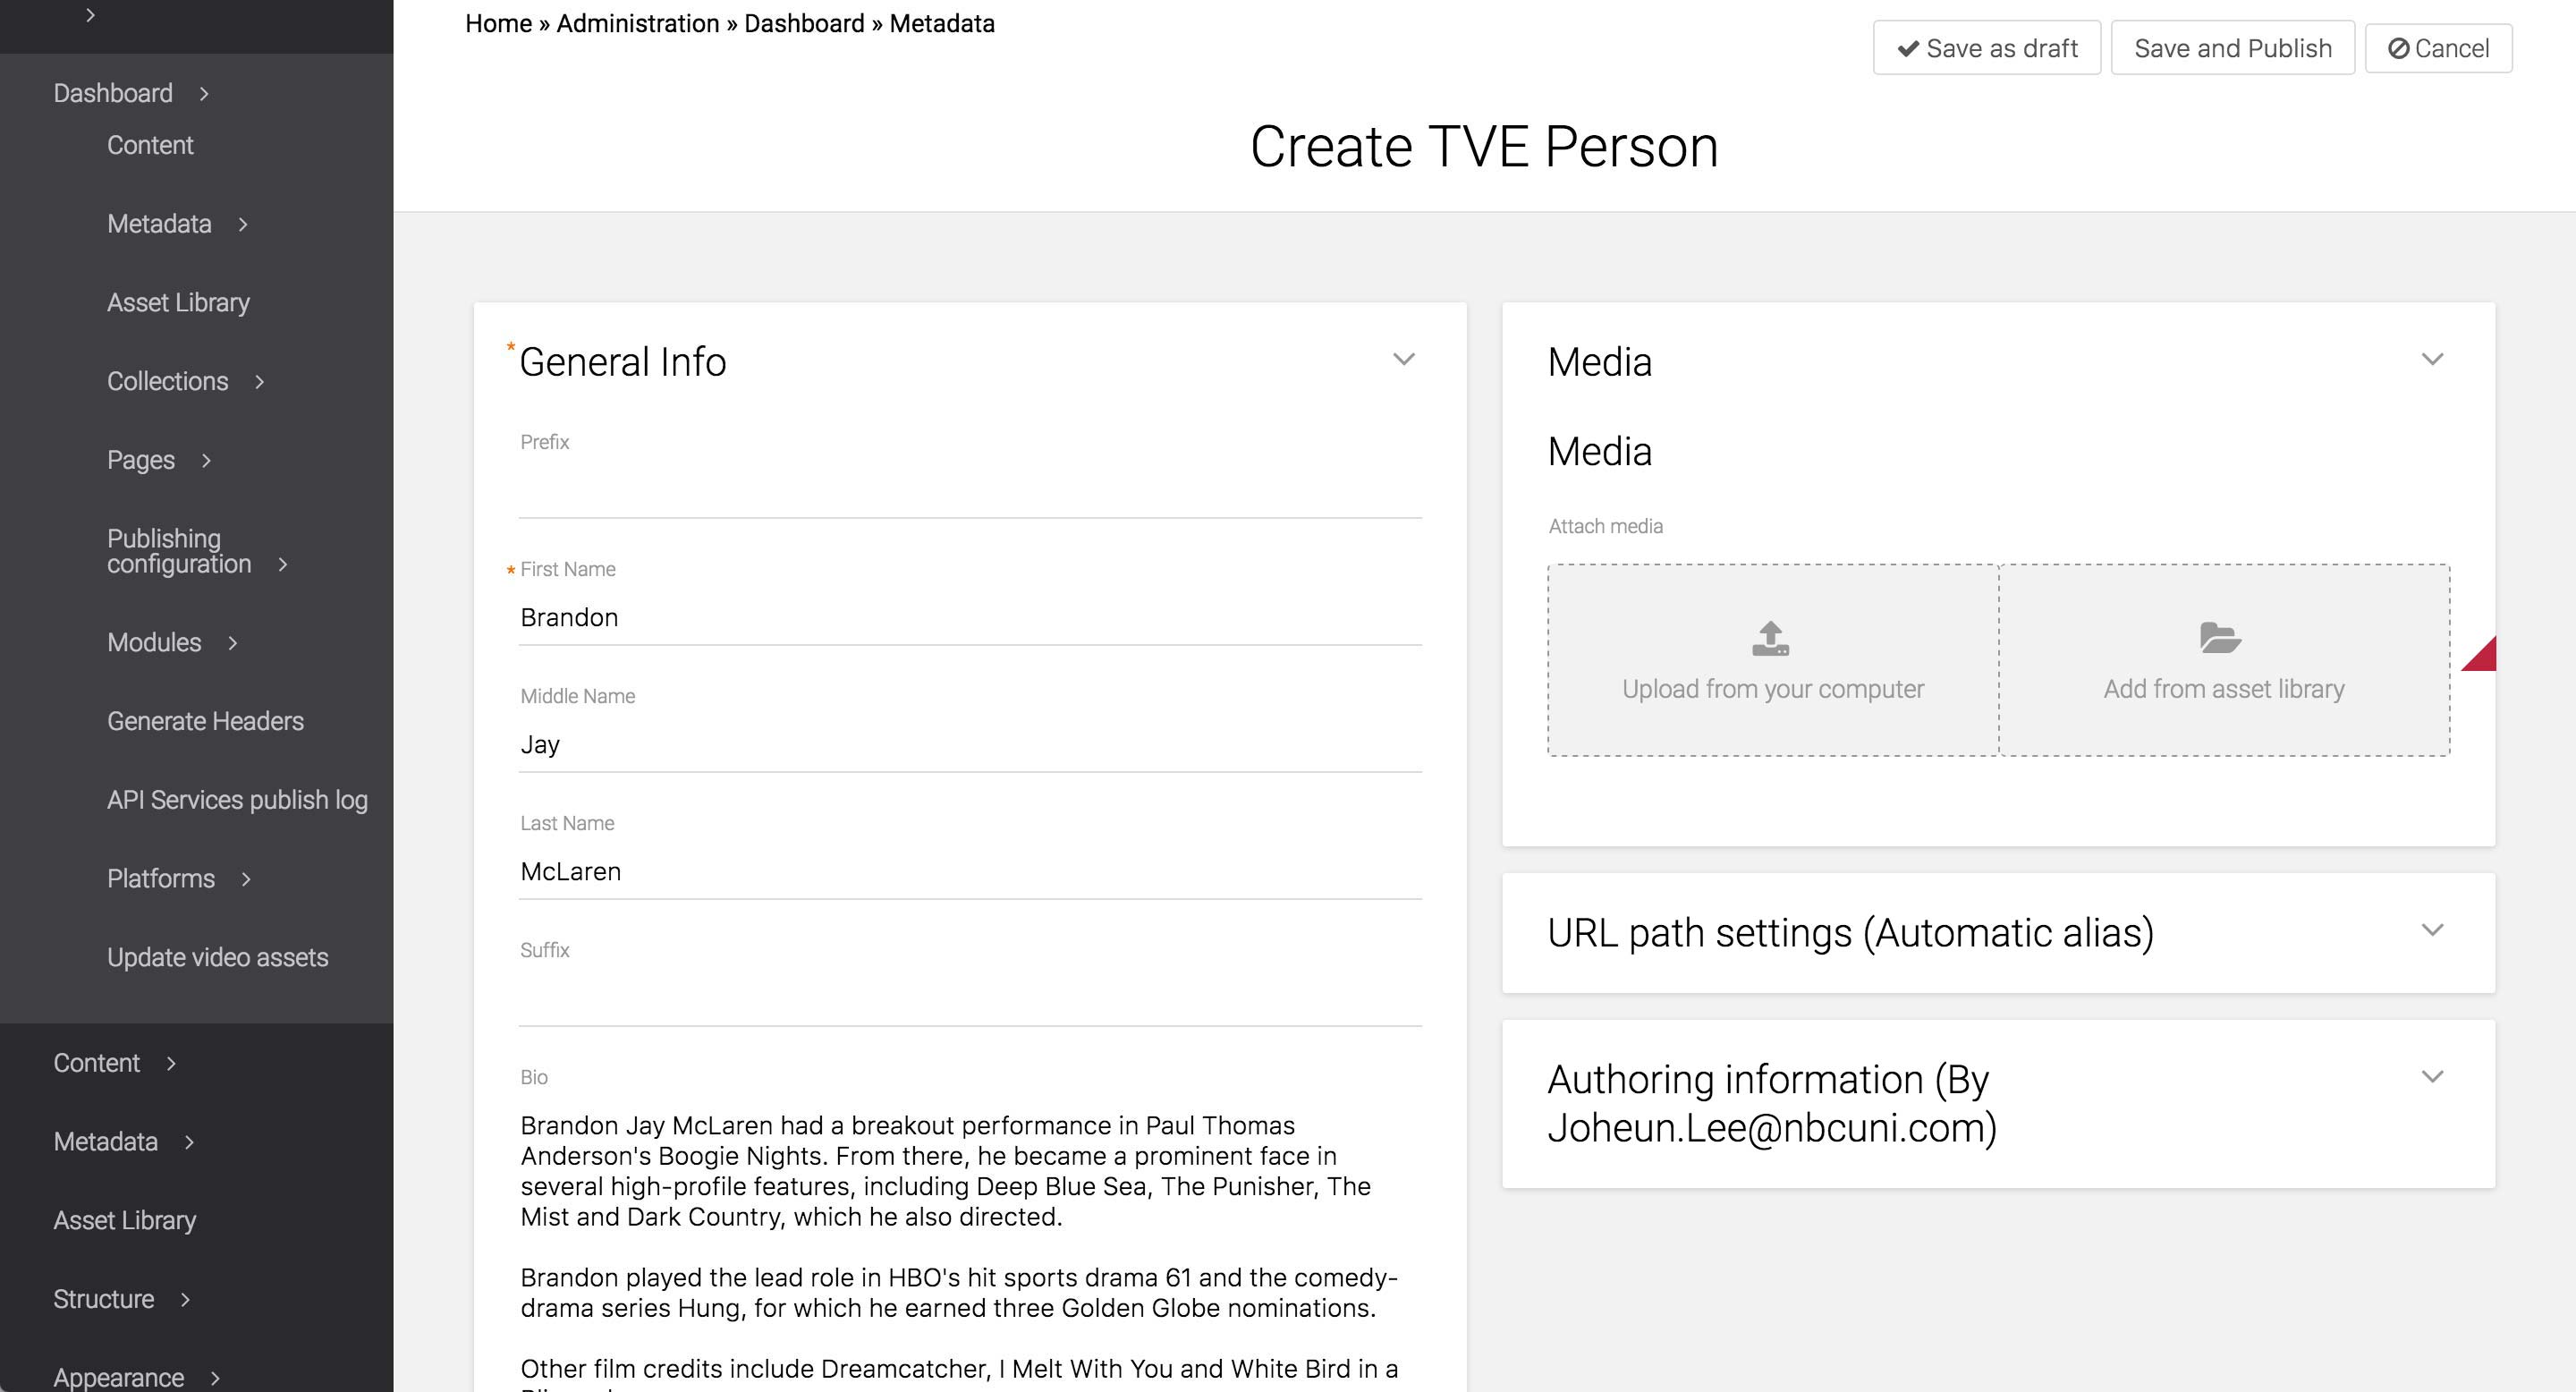 Home » Administration » Dashboard » Metadata
Save as draft
Save and Publish
Cancel
Create TVE Person
Dashboard
Content
Metadata
Asset Library
Collections
Pages
Publishing
configuration
Modules
Generate Headers
API Services publish log
Platforms
Update video assets
Content
Metadata
Asset Library
Structure
Appearance
* General Info
Prefix
* First Name
Brandon
Middle Name
Jay
Last Name
McLaren
Suffix
Bio
Brandon Jay McLaren had a breakout performance in Paul Thomas
Anderson's Boogie Nights. From there, he became a prominent face in
several high-profile features, including Deep Blue Sea, The Punisher, The
Mist and Dark Country, which he also directed.
Brandon played the lead role in HBO's hit sports drama 61 and the comedy-
drama series Hung, for which he earned three Golden Globe nominations.
Other film credits include Dreamcatcher, I Melt With You and White Bird in a
Media
Media
Attach media
Upload from your computer
Add from asset library
URL path settings (Automatic alias)
Authoring information (By
Joheun.Lee@nbcuni.com)